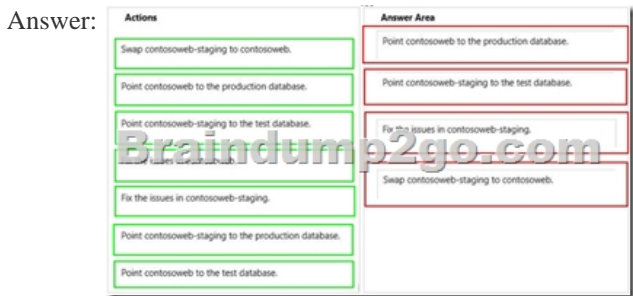 Answer:
Actions
Swap contosoweb-staging to contosoweb.
Point contosoweb to the production database.
Point contosoweb-staging to the test database.
Fix the issues in contosoweb-staging.
Point contosoweb-staging to the production database.
Point contosoweb to the test database.
Answer Area
Point contosoweb to the production database.
Point contosoweb-staging to the test database.
Fix the issues in contosoweb-staging.
Swap contosoweb-staging to contosoweb.
Braindump2go.com